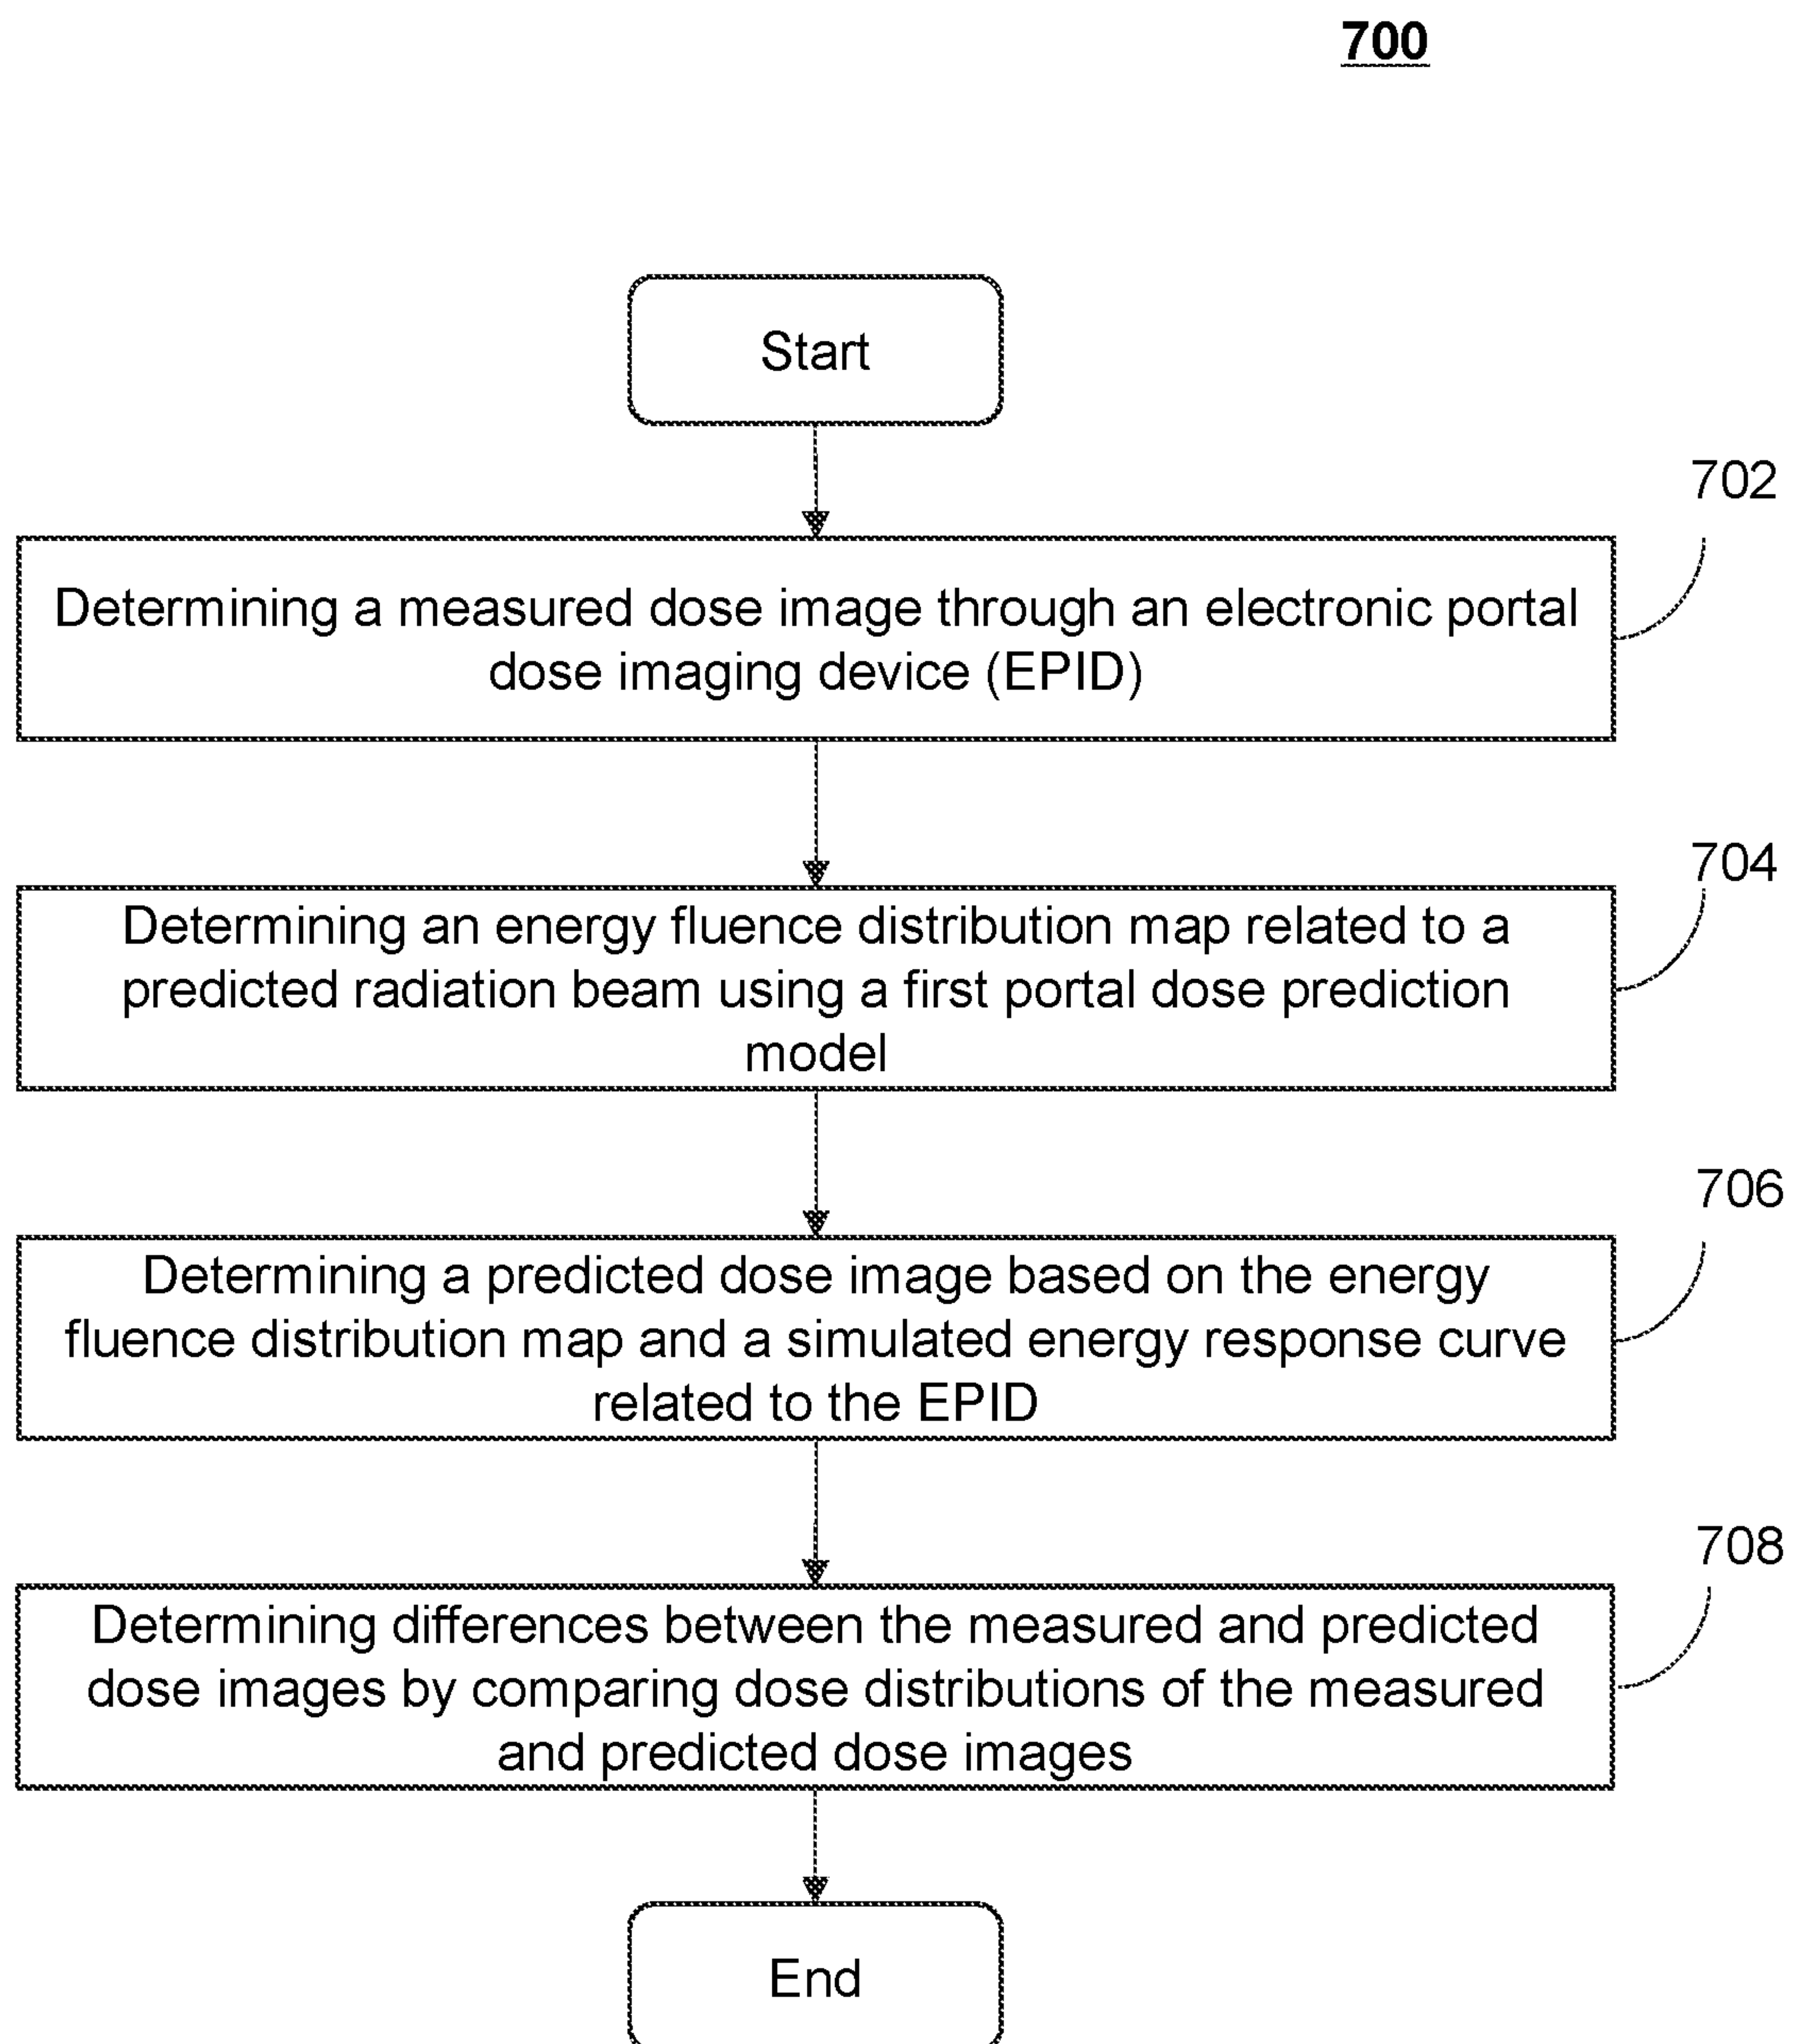 700
Start
702
Determining a measured dose image through an electronic portal
dose imaging device (EPID)
704
Determining an energy fluence distribution map related to a
predicted radiation beam using a first portal dose prediction
model
706
Determining a predicted dose image based on the energy
fluence distribution map and a simulated energy response curve
related to the EPID
708
Determining differences between the measured and predicted
dose images by comparing dose distributions of the measured
and predicted dose images
End